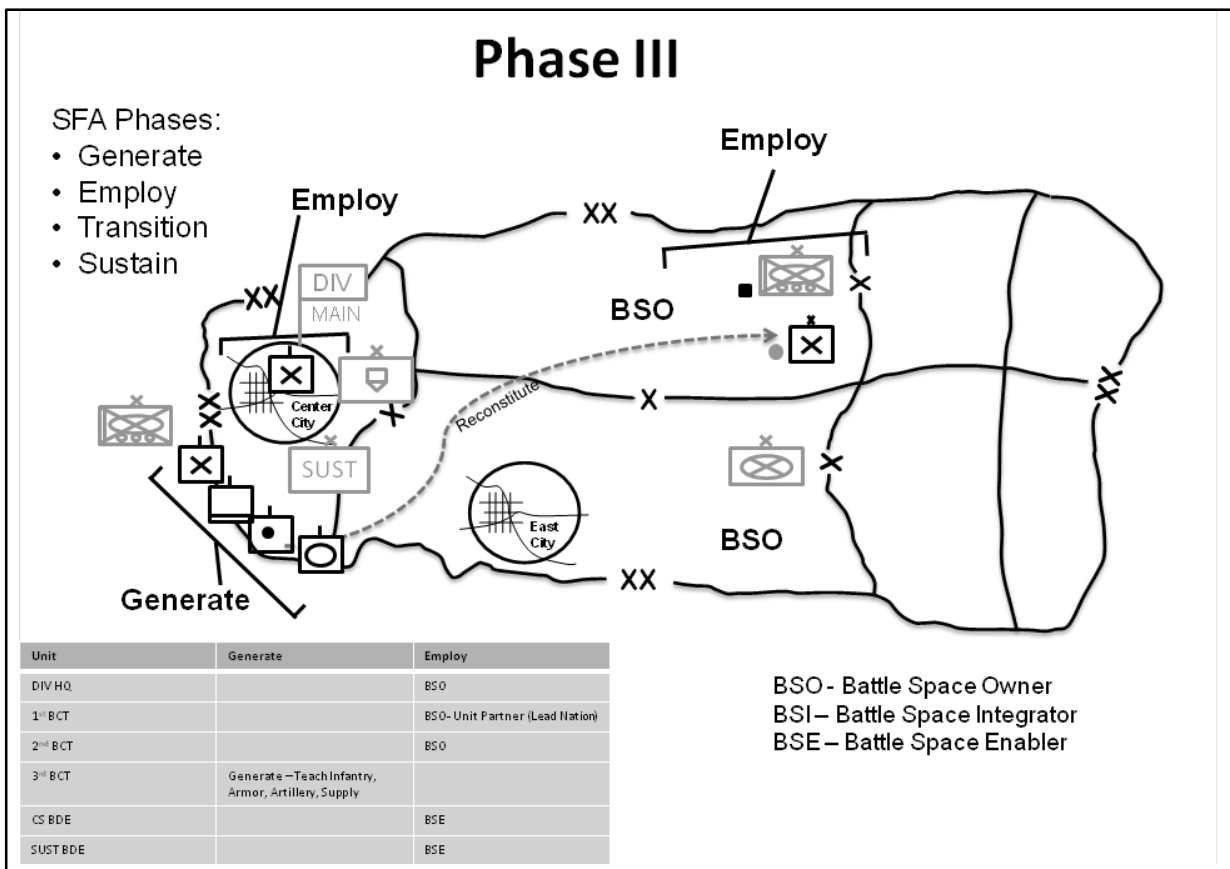 Phase III
SFA Phases:
• Generate
• Employ
• Transition
• Sustain
Employ
Employ
XX
XX
DIV
MAIN
BSO
Center
City
X
X
X
XX
XX
Reconstitute
X
SUST
X
East
City
BSO
XX
Generate
Unit Generate Employ
DIV HQ BSO
1st BCT BSO- Unit Partner (Lead Nation)
2nd BCT BSO
3rd BCT Generate – Teach Infantry,
Armor, Artillery, Supply
CS BDE BSE
SUST BDE BSE
BSO - Battle Space Owner
BSI – Battle Space Integrator
BSE – Battle Space Enabler